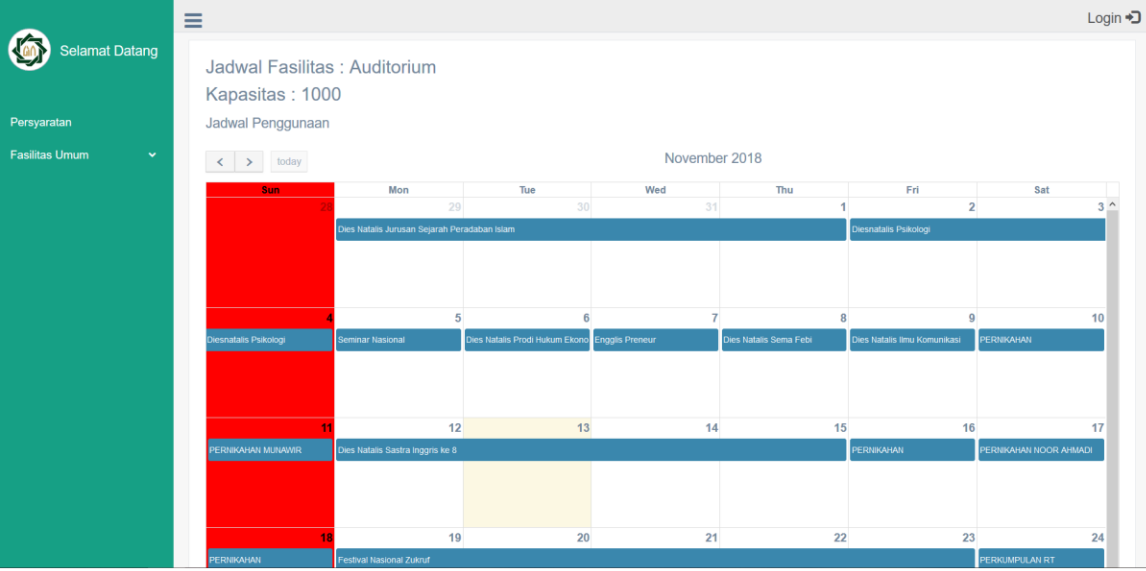 Login
Selamat Datang
Persyaratan
Fasilitas Umum
Jadwal Fasilitas : Auditorium
Kapasitas : 1000
Jadwal Penggunaan
today
November 2018
Sun Mon Tue Wed Thu Fri Sat
28 29 30 31 1 2 3
Dies Natalis Jurusan Sejarah Peradaban Islam Diesnatalis Psikologi
4 5 6 7 8 9 10
Diesnatalis Psikologi Seminar Nasional Dies Natalis Prodi Hukum Ekono Engglis Preneur Dies Natalis Sema Febi Dies Natalis Ilmu Komunikasi PERNIKAHAN
11 12 13 14 15 16 17
PERNIKAHAN MUNAWIR Dies Natalis Sastra Inggris ke 8 PERNIKAHAN PERNIKAHAN NOOR AHMADI
18 19 20 21 22 23 24
PERNIKAHAN Festival Nasional Zukruf PERKUMPULAN RT